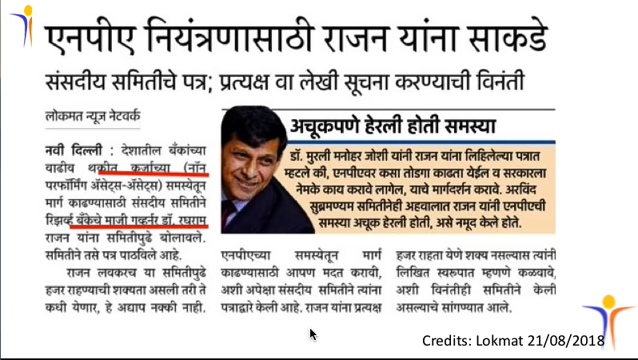 एनपीए नियंत्रणासाठी राजन यांना साकडे
संसदीय समितीचे पत्र; प्रत्यक्ष वा लेखी सूचना करण्याची विनंती
लोकमत न्यूज नेटवर्क
नवी दिल्ली : देशातील बँकांच्या
वाढीव थकीत कर्जाच्या (नॉन
परफॉर्मिंग ॲसेट्स-ॲसेट्स) समस्येतून
मार्ग काढण्यासाठी संसदीय समितीने
रिझर्व्ह बँकेचे माजी गव्हर्नर डॉ. रघुराम
राजन यांना समितीपुढे बोलावले.
समितीने तसे पत्र पाठविले आहे.
राजन लवकरच या समितीपुढे
हजर राहण्याची शक्यता असली तरी ते
कधी येणार, हे अद्याप नक्की नाही.
अचूकपणे हेरली होती समस्या
डॉ. मुरली मनोहर जोशी यांनी राजन यांना लिहिलेल्या पत्रात
म्हटले की, एनपीएवर कसा तोडगा काढता येईल व सरकारला
नेमके काय करावे लागेल, याचे मार्गदर्शन करावे. अरविंद
सुब्रमण्यम समितीनेही अहवालात राजन यांनी एनपीएची
समस्या अचूक हेरली होती, असे नमूद केले होते.
एनपीएच्या समस्येतून मार्ग
काढण्यासाठी आपण मदत करावी,
अशी अपेक्षा संसदीय समितीने त्यांना
पत्राद्वारे केली आहे. राजन यांना प्रत्यक्ष
हजर राहता येणे शक्य नसल्यास त्यांनी
लिखित स्वरूपात म्हणणे कळवावे,
अशी विनंतीही समितीने केली
असल्याचे सांगण्यात आले.
Credits: Lokmat 21/08/2018